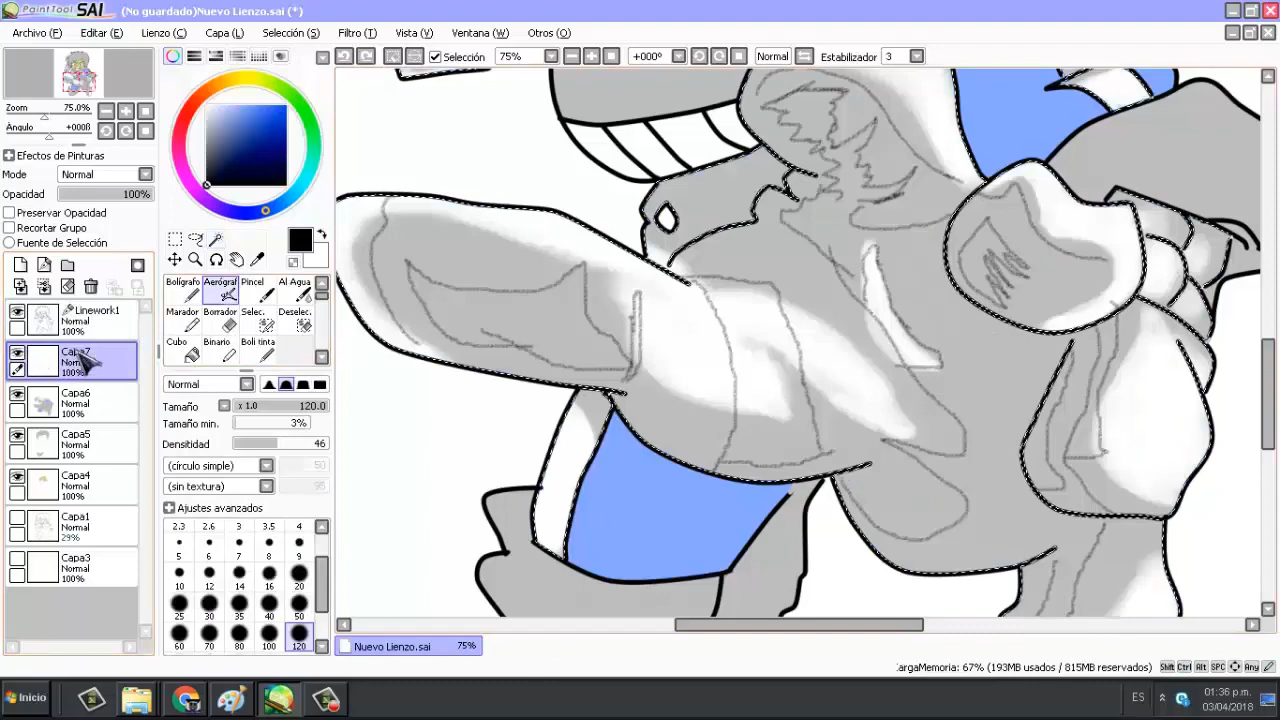 PaintTool SAI (No guardado)Nuevo Lienzo.sai (*)
Archivo (F) Editar (E) Lienzo (C) Capa (L) Selección (S) Filtro (T) Vista (V) Ventana (W) Otros (O)
Selección 75% +000º Normal Estabilizador 3
Zoom 75.0%
Ángulo +000º
Efectos de Pinturas
Modo Normal
Opacidad 100%
Preservar Opacidad
Recortar Grupo
Fuente de Selección
Linework1
Normal
100%
Capa7
Normal
100%
Capa6
Normal
100%
Capa5
Normal
100%
Capa4
Normal
100%
Capa1
Normal
29%
Capa3
Normal
100%
Bolígrafo Aerógraf Pincel Al Agua
Marador Borrador Selec. Deselec.
Cubo Binario Boli tinta
Normal
Tamaño x 1.0 120.0
Tamaño min. 3%
Densitidad 46
(círculo simple) 50
(sin textura) 95
Ajustes avanzados
2.3 2.6 3 3.5 4
5 6 7 8 9
10 12 14 16 20
25 30 35 40 50
60 70 80 100 120
Nuevo Lienzo.sai 75%
:argaMemoria: 67% (193MB usados / 815MB reservados) Shift Ctrl Alt SPC Any
Inicio ES 01:36 p.m.
03/04/2018